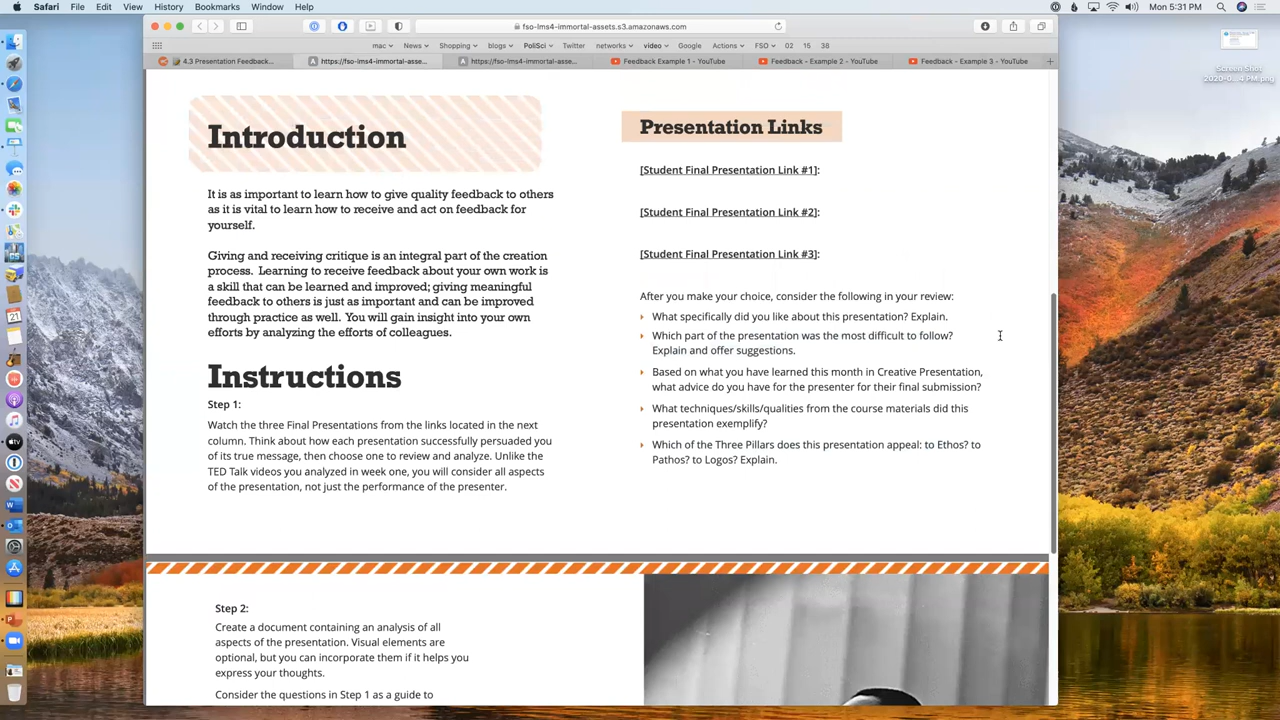 Safari File Edit View History Bookmarks Window Help
Mon 5:31 PM
fso-lms4-immortal-assets.s3.amazonaws.com
mac News Shopping blogs PoliSci Twitter networks video Google Actions FSO 02 15 38
4.3 Presentation Feedback...
https://fso-lms4-immortal-asse...
https://fso-lms4-immortal-asse...
Feedback Example 1 - YouTube
Feedback - Example 2 - YouTube
Feedback - Example 3 - YouTube
Screen Shot
2020-0...4 PM.png
Introduction
It is as important to learn how to give quality feedback to others
as it is vital to learn how to receive and act on feedback for
yourself.
Giving and receiving critique is an integral part of the creation
process. Learning to receive feedback about your own work is
a skill that can be learned and improved; giving meaningful
feedback to others is just as important and can be improved
through practice as well. You will gain insight into your own
efforts by analyzing the efforts of colleagues.
Instructions
Step 1:
Watch the three Final Presentations from the links located in the next
column. Think about how each presentation successfully persuaded you
of its true message, then choose one to review and analyze. Unlike the
TED Talk videos you analyzed in week one, you will consider all aspects
of the presentation, not just the performance of the presenter.
Presentation Links
[Student Final Presentation Link #1]:
[Student Final Presentation Link #2]:
[Student Final Presentation Link #3]:
After you make your choice, consider the following in your review:
What specifically did you like about this presentation? Explain.
Which part of the presentation was the most difficult to follow?
Explain and offer suggestions.
Based on what you have learned this month in Creative Presentation,
what advice do you have for the presenter for their final submission?
What techniques/skills/qualities from the course materials did this
presentation exemplify?
Which of the Three Pillars does this presentation appeal: to Ethos? to
Pathos? to Logos? Explain.
Step 2:
Create a document containing an analysis of all
aspects of the presentation. Visual elements are
optional, but you can incorporate them if it helps you
express your thoughts.
Consider the questions in Step 1 as a guide to